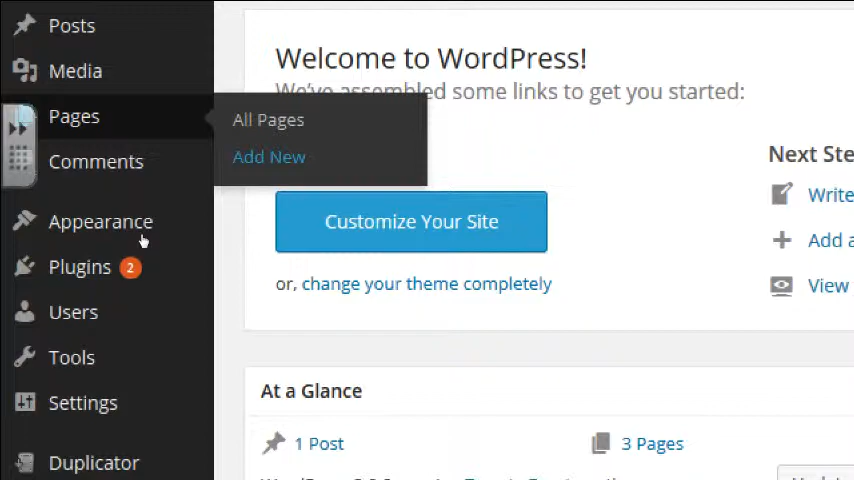 Posts
Media
Pages
Comments
Appearance
Plugins 2
Users
Tools
Settings
Duplicator
All Pages
Add New
Welcome to WordPress!
We've assembled some links to get you started:
Customize Your Site
or, change your theme completely
Next Ste
Write
Add a
View
At a Glance
1 Post
3 Pages